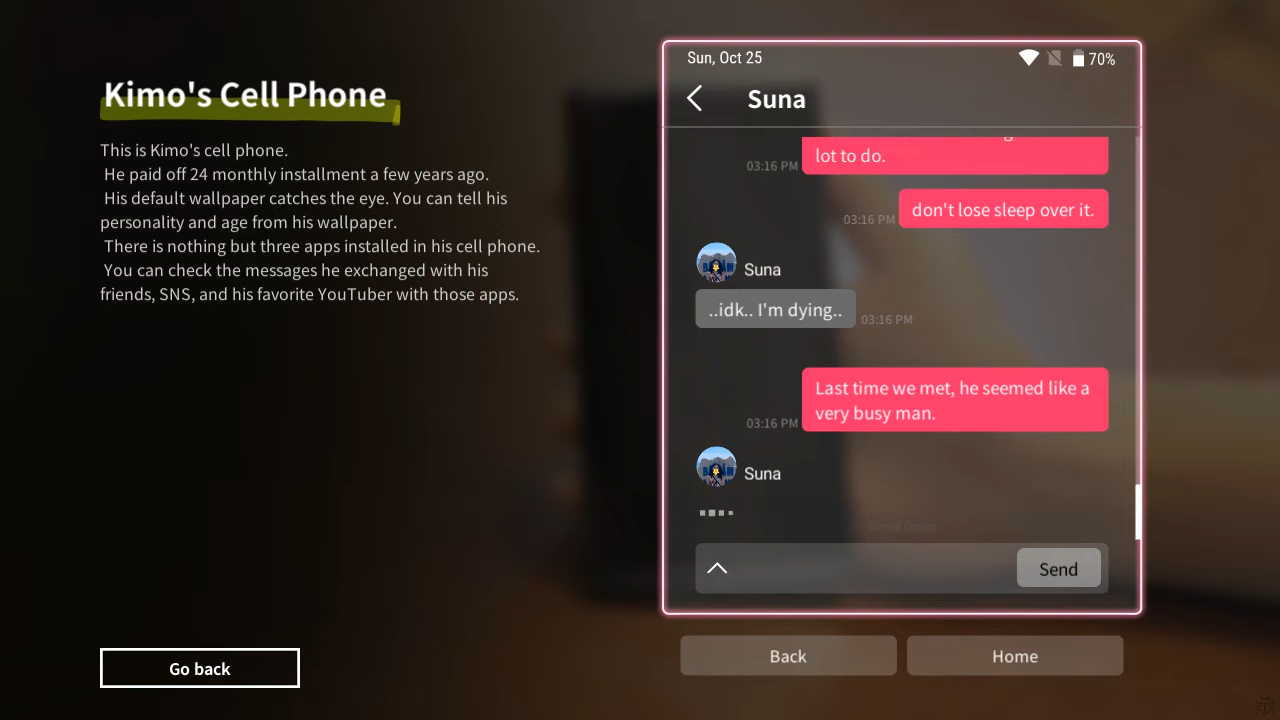 Kimo's Cell Phone
This is Kimo's cell phone.
He paid off 24 monthly installment a few years ago.
His default wallpaper catches the eye. You can tell his
personality and age from his wallpaper.
There is nothing but three apps installed in his cell phone.
You can check the messages he exchanged with his
friends, SNS, and his favorite YouTuber with those apps.
Go back
Sun, Oct 25
70%
Suna
lot to do.
03:16 PM
don't lose sleep over it.
03:16 PM
Suna
..idk.. I'm dying..
03:16 PM
Last time we met, he seemed like a
very busy man.
03:16 PM
Suna
Send
Back
Home